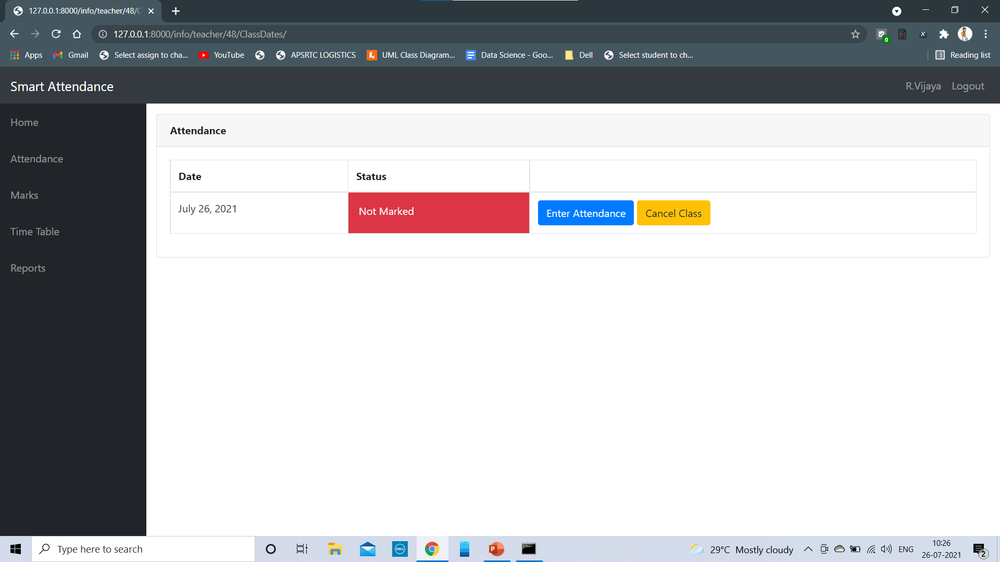 127.0.0.1:8000/info/teacher/48/C
127.0.0.1:8000/info/teacher/48/ClassDates/
0
Apps Gmail Select assign to cha... YouTube APSRTC LOGISTICS UML Class Diagram... Data Science - Goo... Dell Select student to ch... Reading list
Smart Attendance R.Vijaya Logout
Home
Attendance
Marks
Time Table
Reports
Attendance
Date Status
July 26, 2021 Not Marked Enter Attendance Cancel Class
Type here to search
DELL
29°C Mostly cloudy
ENG
10:26
26-07-2021
2